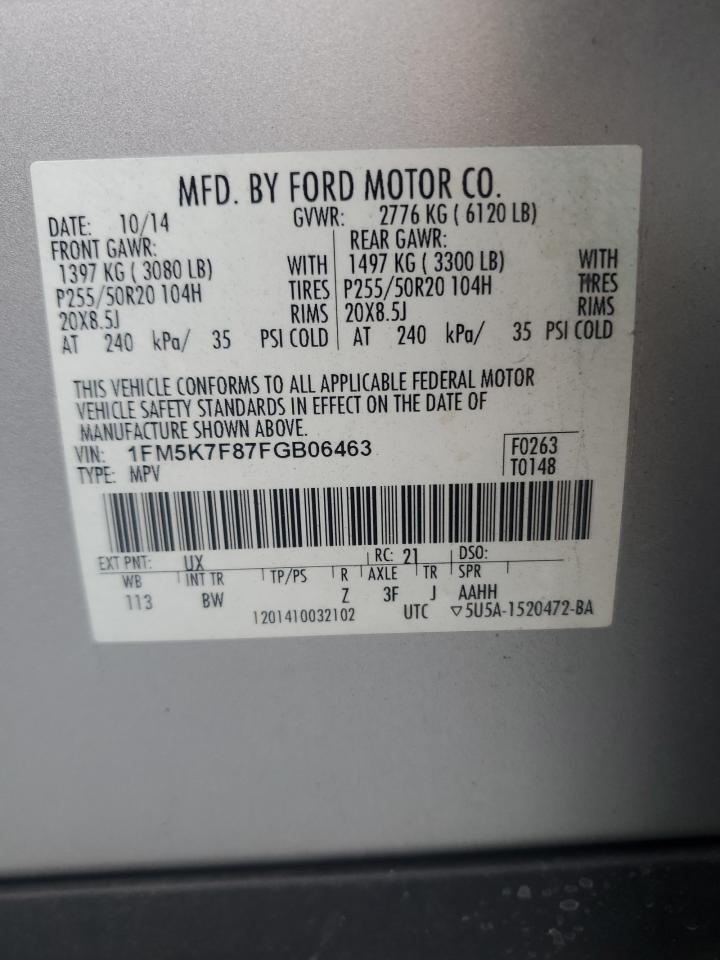 MFD. BY FORD MOTOR CO.
DATE: 10/14 GVWR: 2776 KG ( 6120 LB)
FRONT GAWR: REAR GAWR:
1397 KG ( 3080 LB) WITH 1497 KG ( 3300 LB) WITH
P255/50R20 104H TIRES P255/50R20 104H TIRES
20X8.5J RIMS 20X8.5J RIMS
AT 240 kPa/ 35 PSI COLD AT 240 kPa/ 35 PSI COLD
THIS VEHICLE CONFORMS TO ALL APPLICABLE FEDERAL MOTOR
VEHICLE SAFETY STANDARDS IN EFFECT ON THE DATE OF
MANUFACTURE SHOWN ABOVE.
VIN: 1FM5K7F87FGB06463 F0263
TYPE: MPV T0148
EXT PNT: UX RC: 21 DSO:
WB INT TR TP/PS R AXLE TR SPR
113 BW Z 3F J AAHH
1201410032102 UTC ▽5U5A-1520472-BA